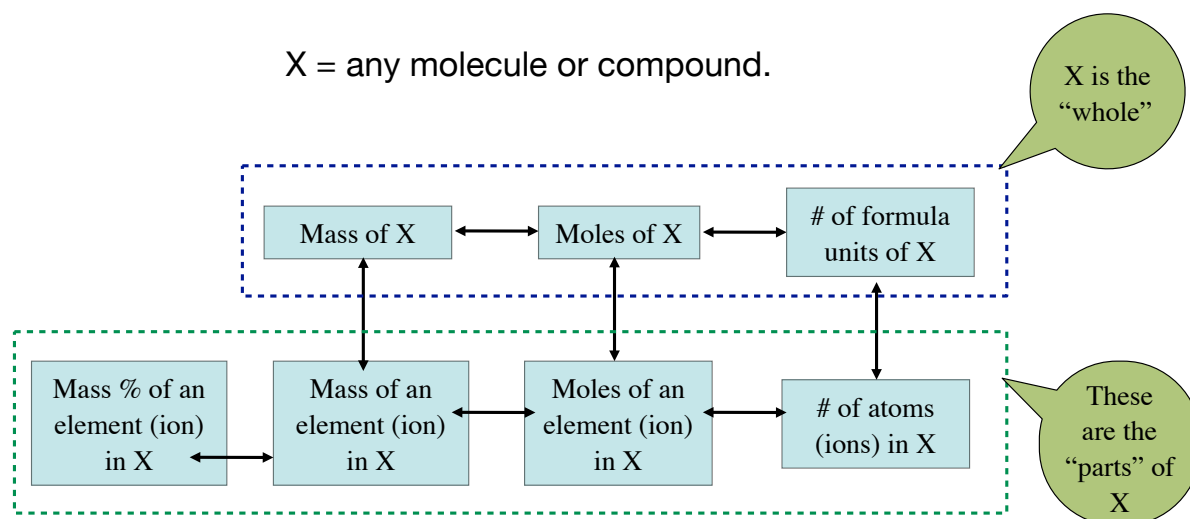 X = any molecule or compound.
X is the
“whole”
Mass of X
Moles of X
# of formula
units of X
Mass % of an
element (ion)
in X
Mass of an
element (ion)
in X
Moles of an
element (ion)
in X
# of atoms
(ions) in X
These
are the
“parts” of
X